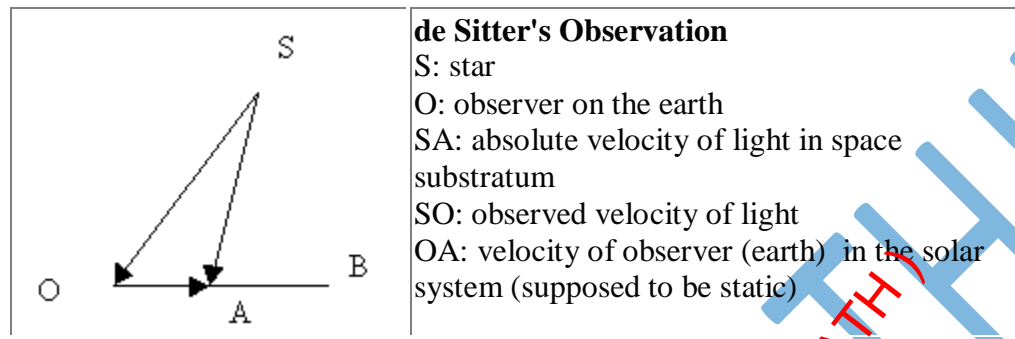 S
O
A
B
de Sitter's Observation
S: star
O: observer on the earth
SA: absolute velocity of light in space
substratum
SO: observed velocity of light
OA: velocity of observer (earth) in the solar
system (supposed to be static)
ATH)